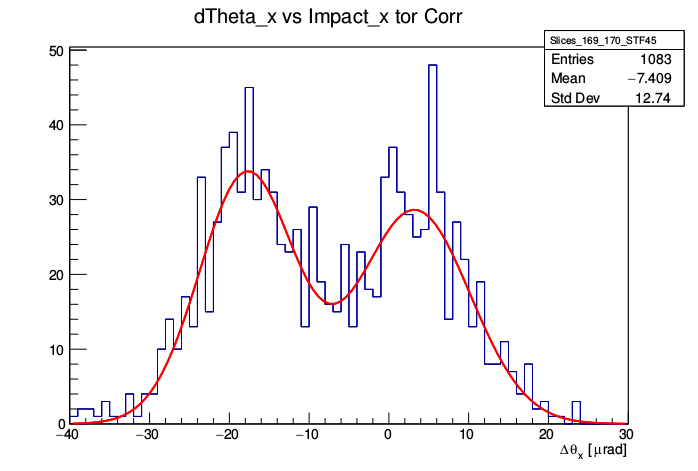 dTheta_x vs Impact_x tor Corr
Slices_169_170_STF45
Entries 1083
Mean −7.409
Std Dev 12.74
50
40
30
20
10
0
−40 −30 −20 −10 0 10 20 30
Δθx [μrad]